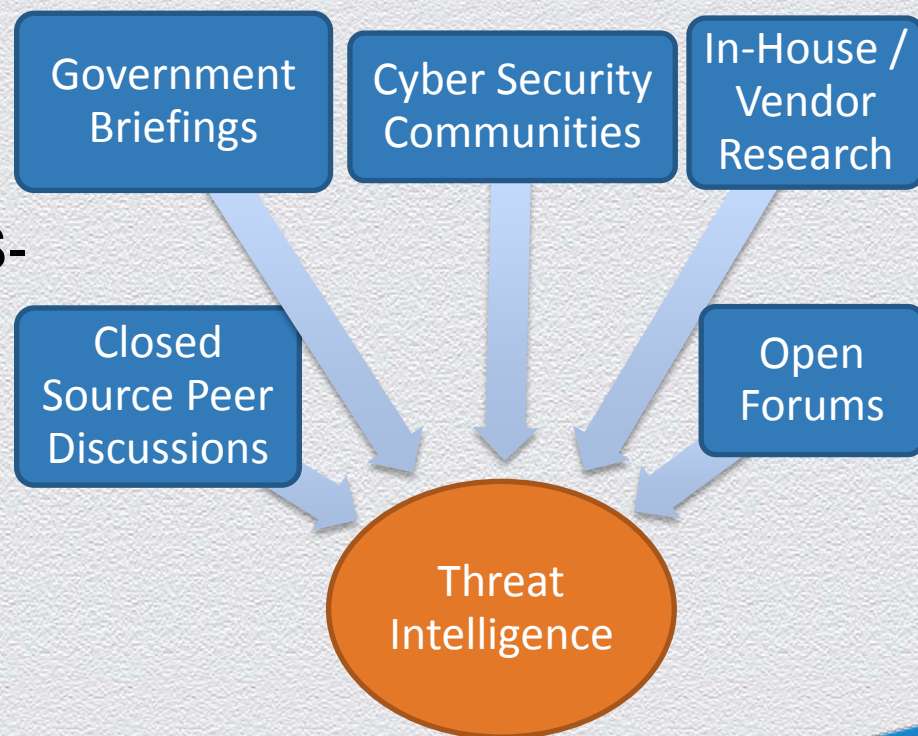 Government
Briefings
Cyber Security
Communities
In-House /
Vendor
Research
Closed
Source Peer
Discussions
Open
Forums
Threat
Intelligence